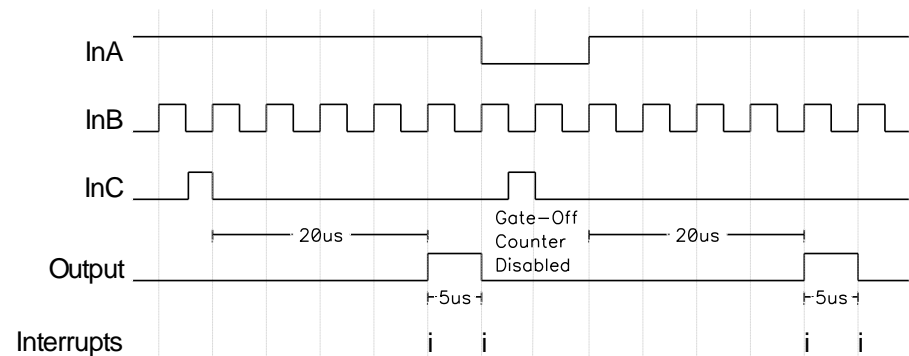 InA
InB
InC
Gate-Off
Counter
Disabled
20us
20us
Output
5us
5us
Interrupts
i i i i